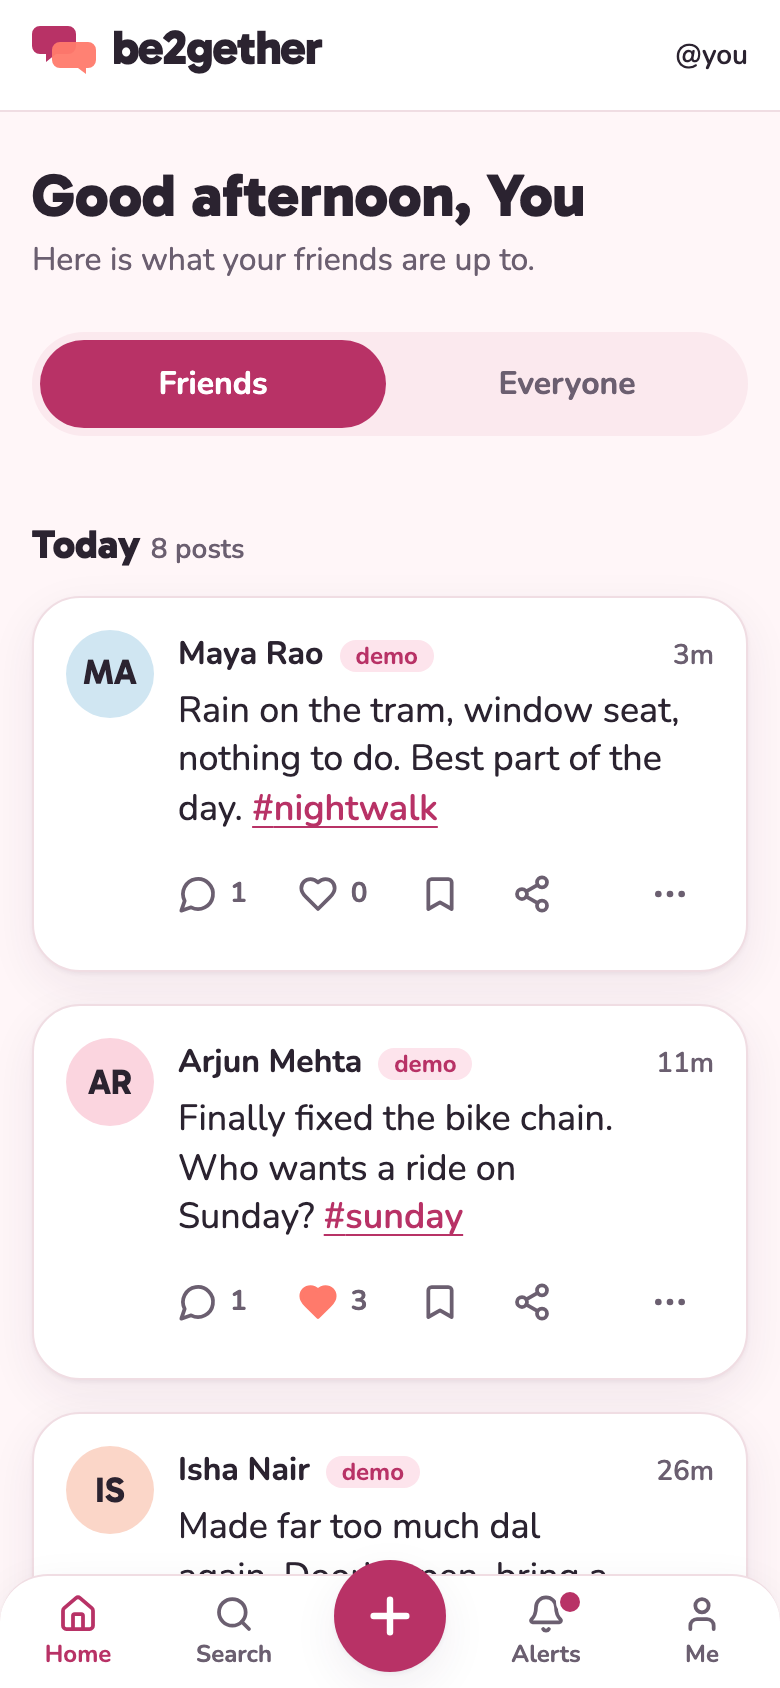 be2gether
@you
Good afternoon, You
Here is what your friends are up to.
Friends
Everyone
Today 8 posts
MA
Maya Rao demo 3m
Rain on the tram, window seat,
nothing to do. Best part of the
day. #nightwalk
1 0
AR
Arjun Mehta demo 11m
Finally fixed the bike chain.
Who wants a ride on
Sunday? #sunday
1 3
IS
Isha Nair demo 26m
Made far too much dal
again. bring a
Home
Search
Alerts
Me